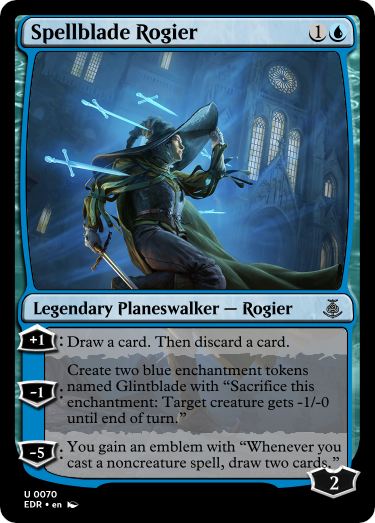 Spellblade Rogier 1
Legendary Planeswalker — Rogier
+1 : Draw a card. Then discard a card.
Create two blue enchantment tokens
-1 : named Glintblade with “Sacrifice this
enchantment: Target creature gets -1/-0
until end of turn.”
-5 : You gain an emblem with “Whenever you
cast a noncreature spell, draw two cards.”
2
U 0070
EDR • en